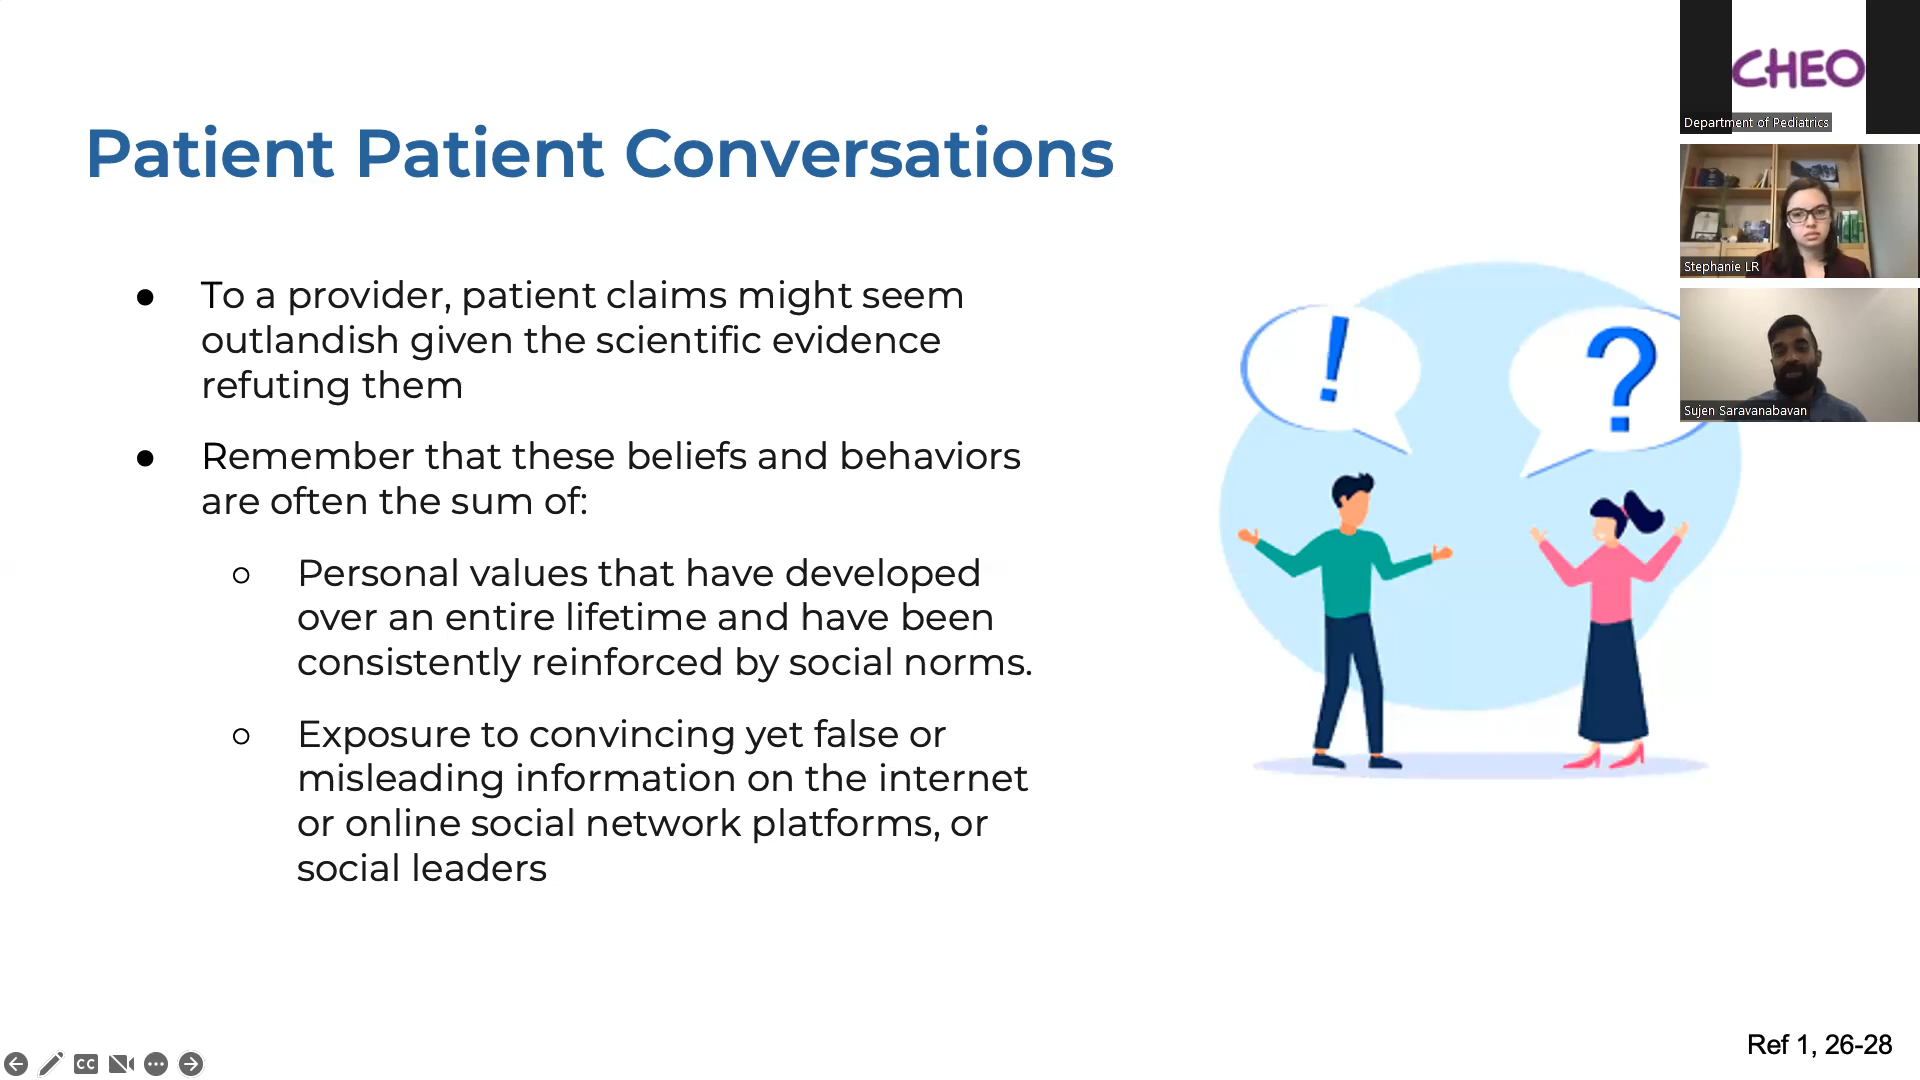 CHEO
Department of Pediatrics
Stephanie LR
Sujen Saravanabavan
Patient Patient Conversations
● To a provider, patient claims might seem
outlandish given the scientific evidence
refuting them
● Remember that these beliefs and behaviors
are often the sum of:
○ Personal values that have developed
over an entire lifetime and have been
consistently reinforced by social norms.
○ Exposure to convincing yet false or
misleading information on the internet
or online social network platforms, or
social leaders
!
?
Ref 1, 26-28
CC